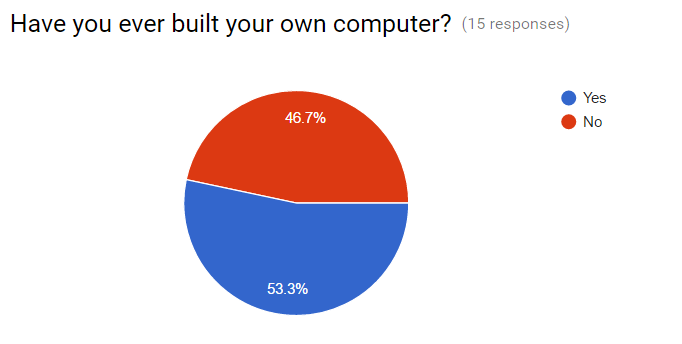 Have you ever built your own computer? (15 responses)
Yes
No
46.7%
53.3%